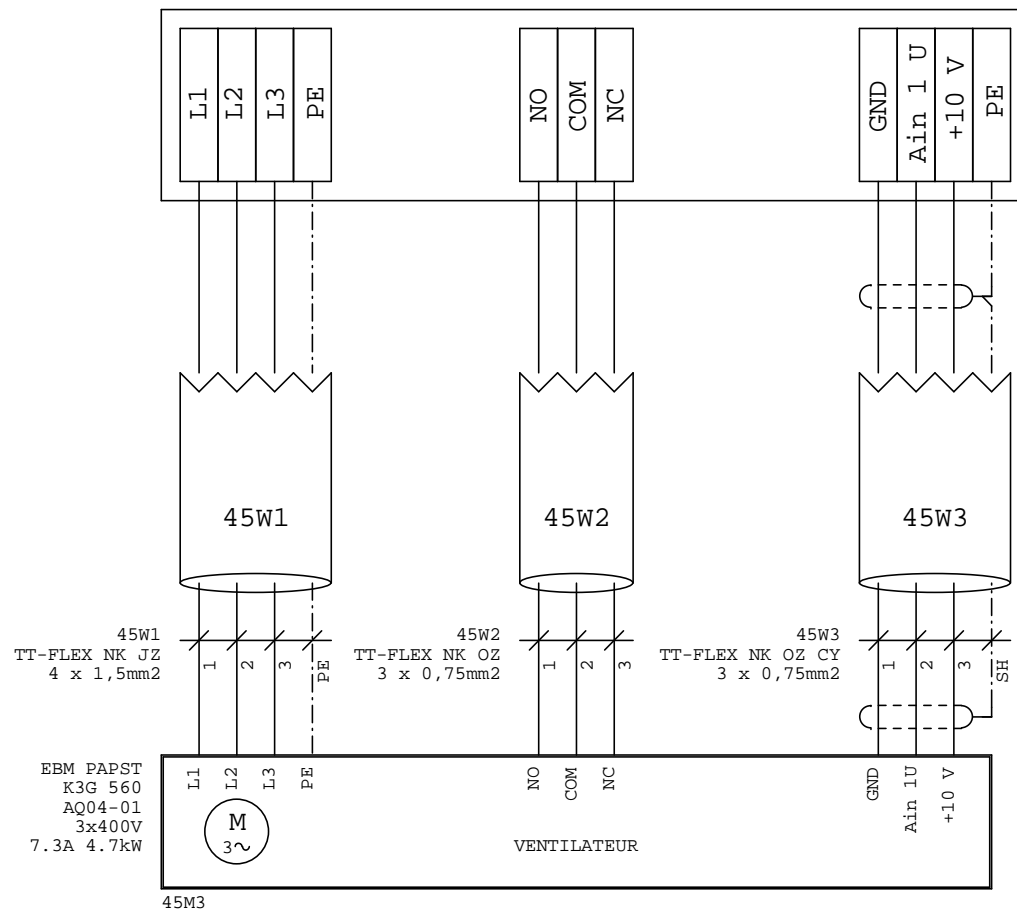 L1
L2
L3
PE
NO
COM
NC
GND
Ain 1 U
+10 V
PE
45W1
45W2
45W3
45W1
TT-FLEX NK JZ
4 x 1,5mm2
1
2
3
PE
45W2
TT-FLEX NK OZ
3 x 0,75mm2
1
2
3
45W3
TT-FLEX NK OZ CY
3 x 0,75mm2
1
2
3
SH
EBM PAPST
K3G 560
AQ04-01
3x400V
7.3A 4.7kW
L1
L2
L3
PE
NO
COM
NC
GND
Ain 1U
+10 V
M
3~
VENTILATEUR
45M3